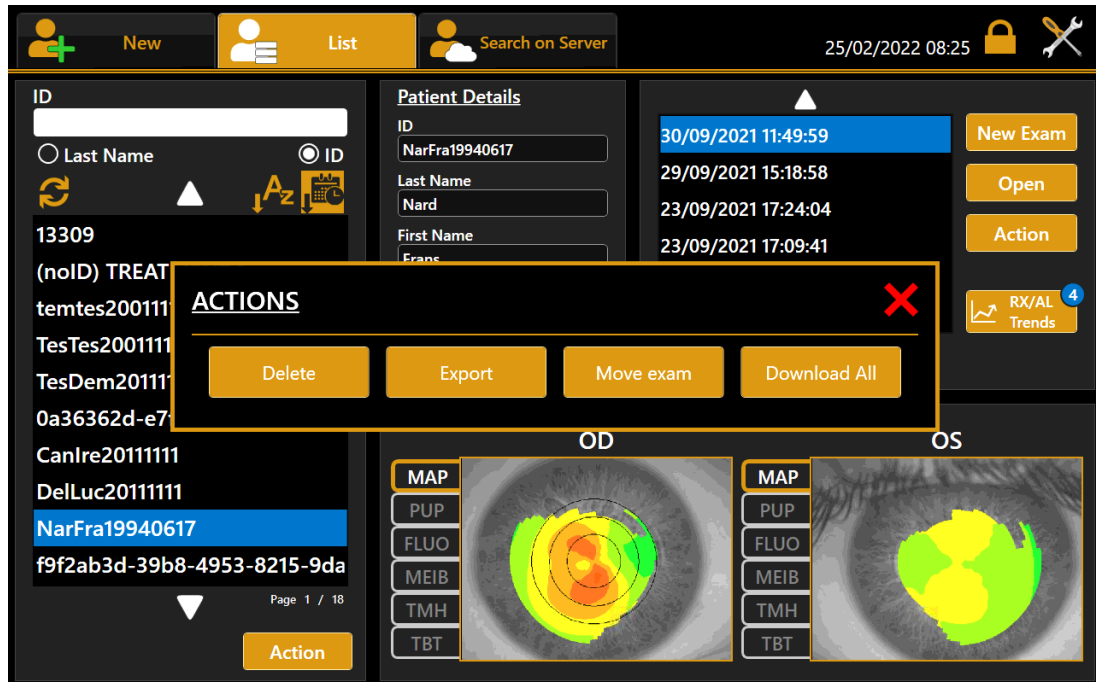 New
List
Search on Server
25/02/2022 08:25
ID
Last Name
ID
AZ
13309
(noID) TREAT
temtes2001111
TesTes2001111
TesDem20111
0a36362d-e7
CanIre20111111
DelLuc20111111
NarFra19940617
f9f2ab3d-39b8-4953-8215-9da
Page 1 / 18
Action
Patient Details
ID
NarFra19940617
Last Name
Nard
First Name
Frans
30/09/2021 11:49:59
29/09/2021 15:18:58
23/09/2021 17:24:04
23/09/2021 17:09:41
New Exam
Open
Action
RX/AL
Trends
4
ACTIONS
Delete
Export
Move exam
Download All
OD
MAP
PUP
FLUO
MEIB
TMH
TBT
OS
MAP
PUP
FLUO
MEIB
TMH
TBT